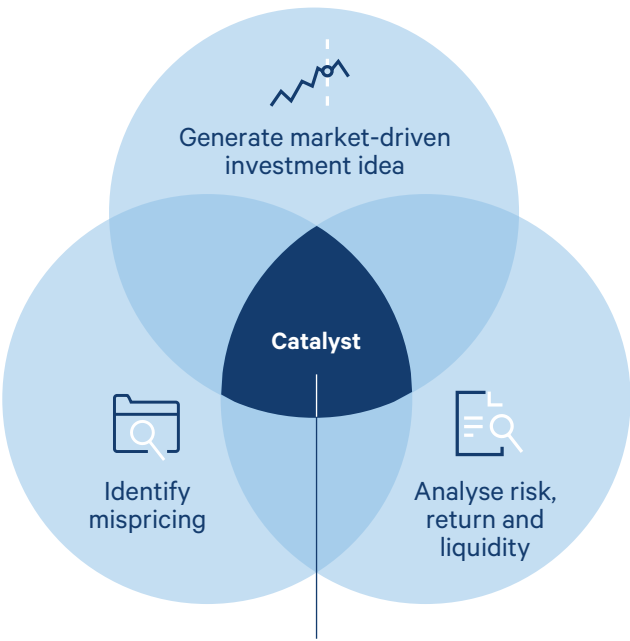 Generate market-driven
investment idea
Catalyst
Identify
mispricing
Analyse risk,
return and
liquidity